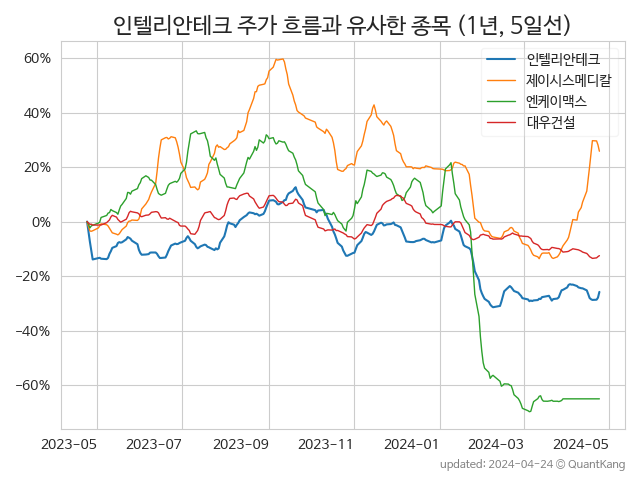 인텔리안테크 주가 흐름과 유사한 종목 (1년, 5일선)
인텔리안테크
제이시스메디칼
엔케이맥스
대우건설
60%
40%
20%
0%
−20%
−40%
−60%
2023-05 2023-07 2023-09 2023-11 2024-01 2024-03 2024-05
updated: 2024-04-24 © QuantKang